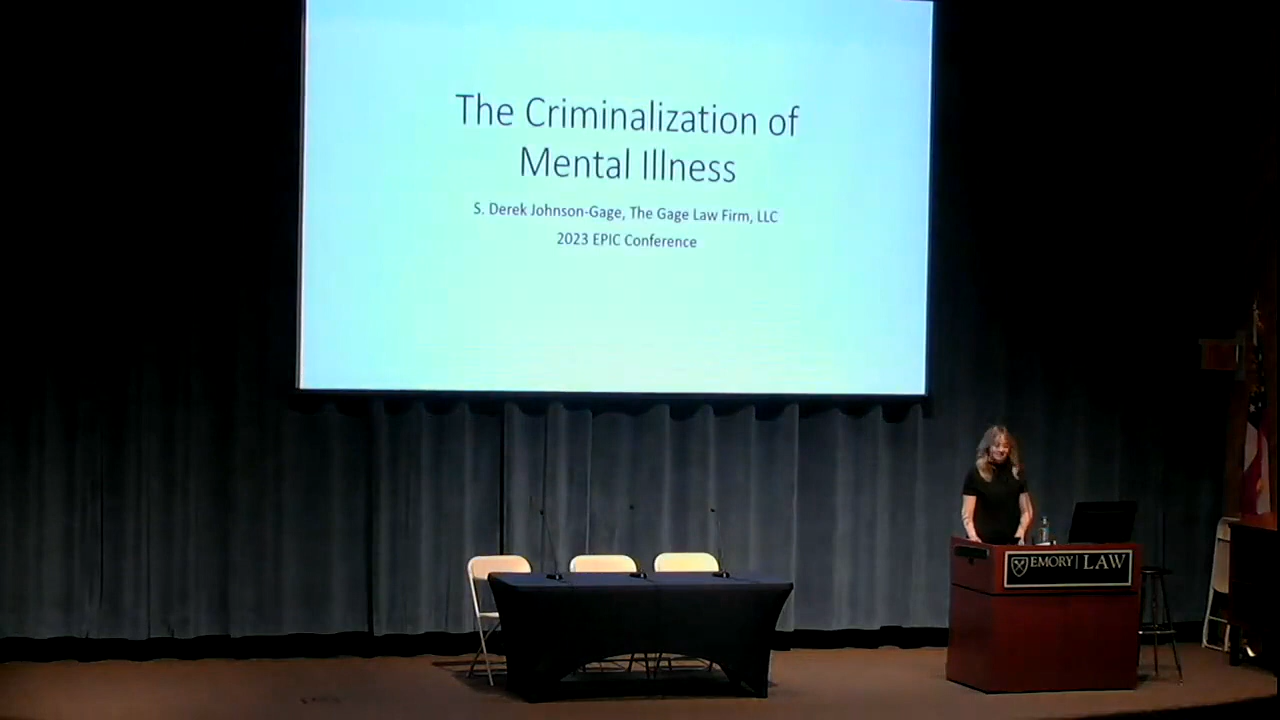 The Criminalization of
Mental Illness
S. Derek Johnson-Gage, The Gage Law Firm, LLC
2023 EPIC Conference
EMORY | LAW